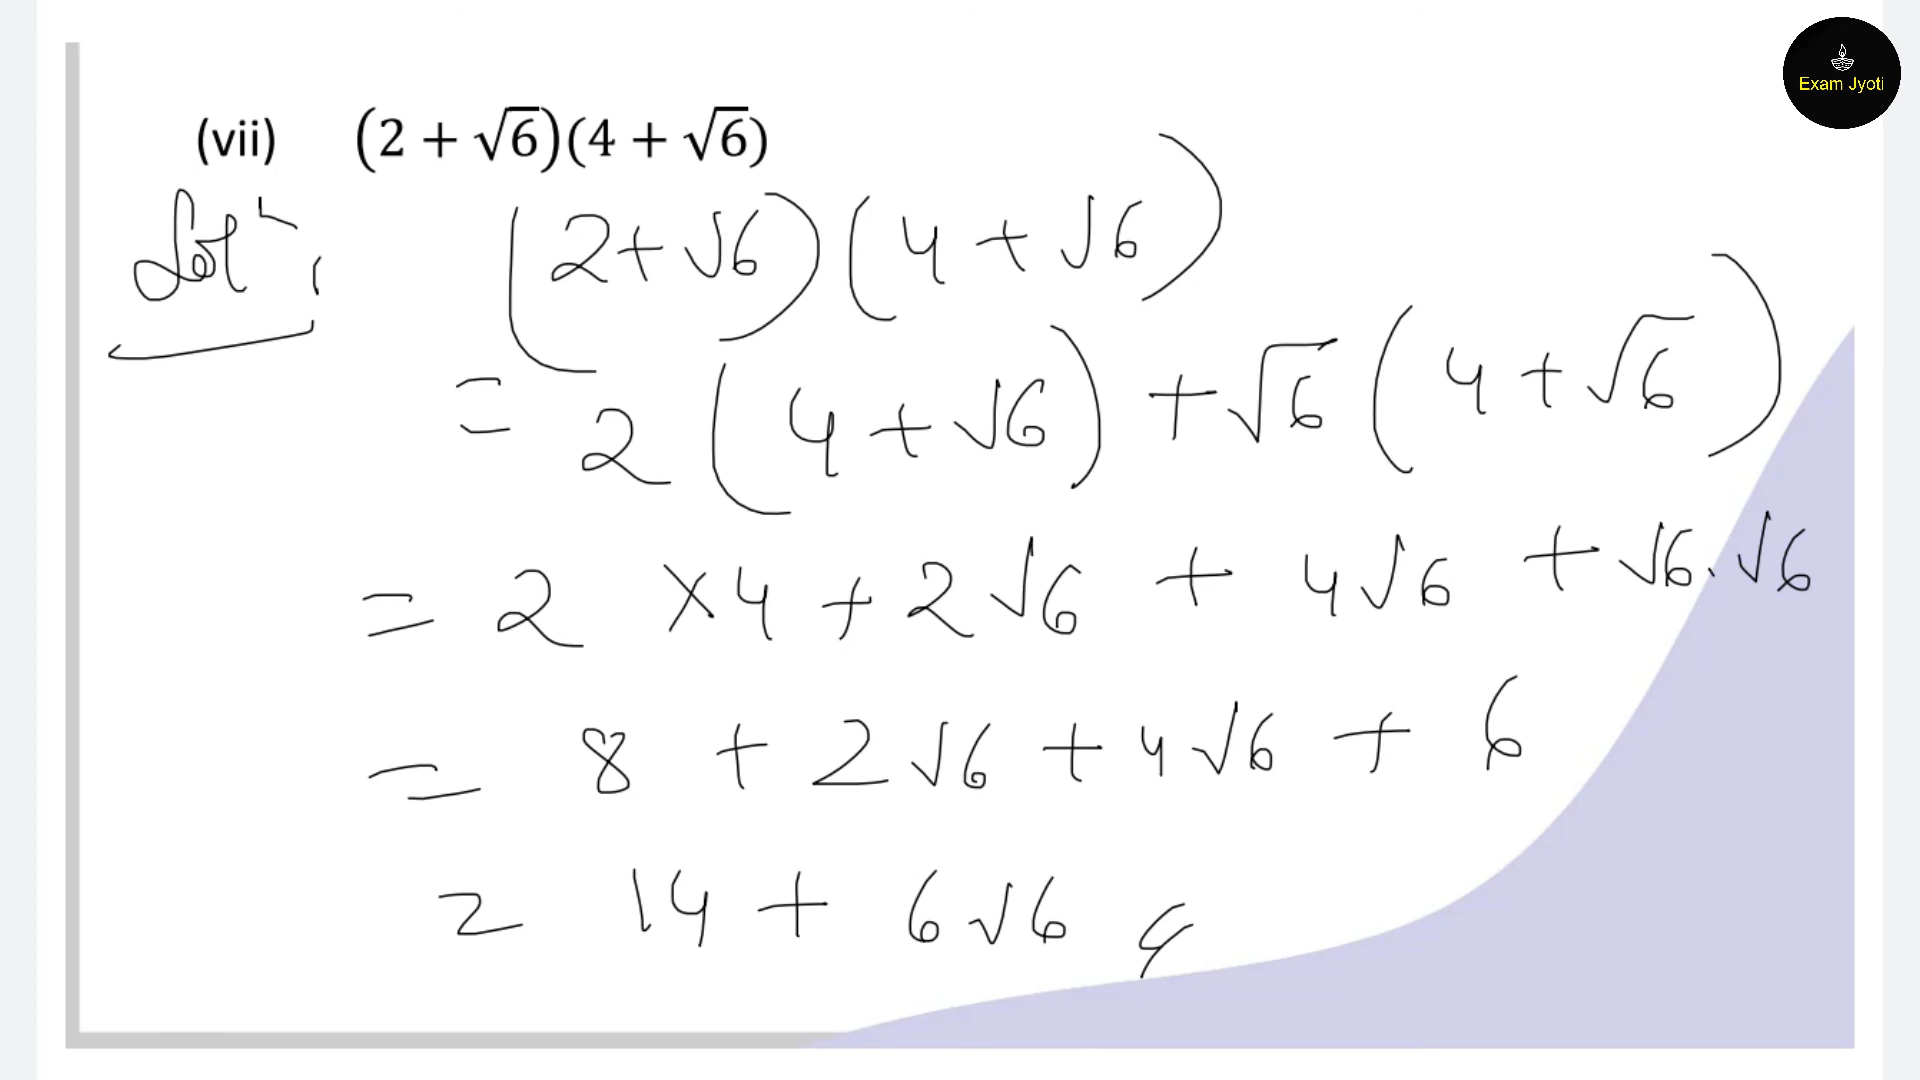 Exam Jyoti
(vii) (2 + √6)(4 + √6)
Solⁿ: (2+√6)(4+√6)
= 2(4+√6)+√6(4+√6)
= 2×4+2√6+4√6+√6.√6
= 8+2√6+4√6+6
= 14+6√6